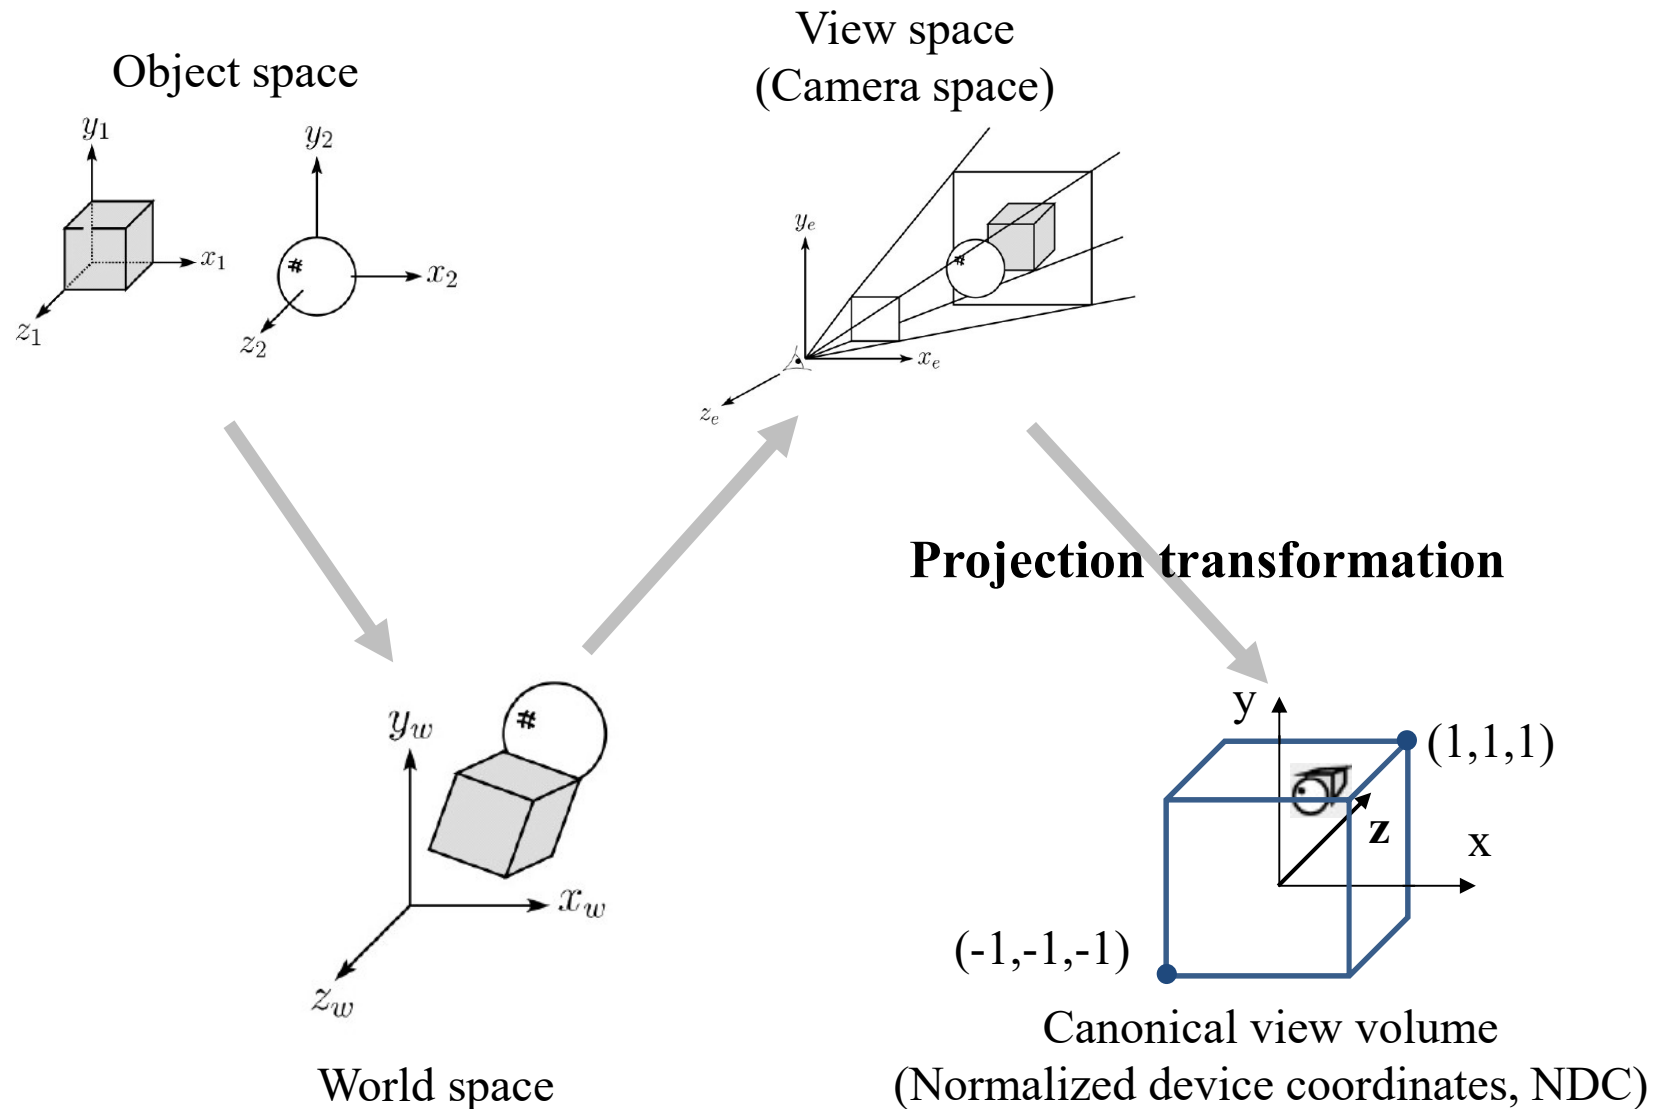 Object space
y1
x1
z1
y2
#
x2
z2
View space
(Camera space)
ye
#
xe
ze
Projection transformation
yw
#
xw
zw
World space
y
(1,1,1)
z
x
(-1,-1,-1)
Canonical view volume
(Normalized device coordinates, NDC)